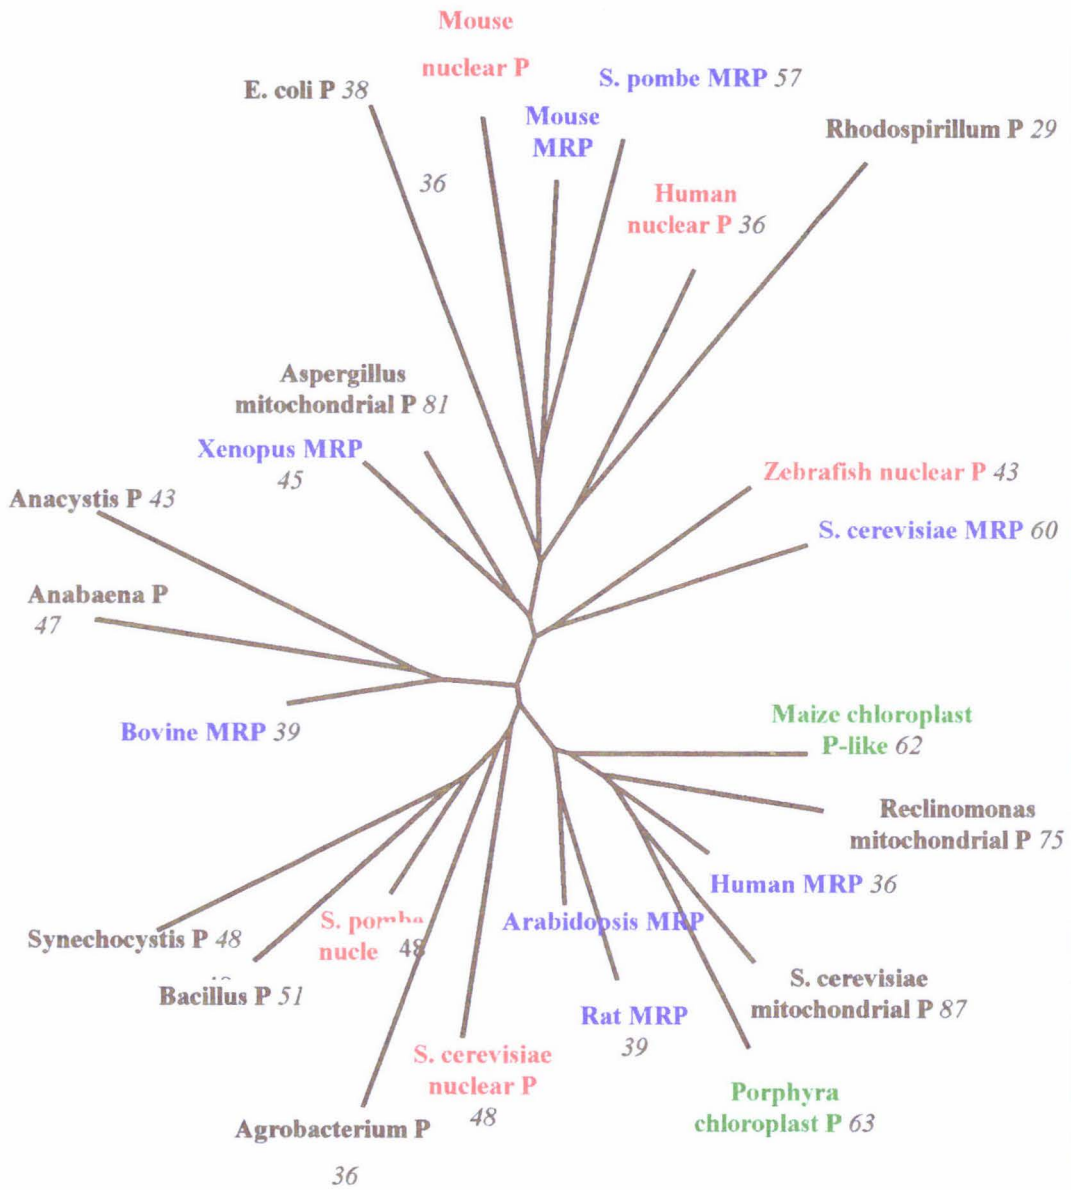 Mouse
nuclear P
E. coli P 38
S. pombe MRP 57
Mouse
MRP
Rhodospirillum P 29
36
Human
nuclear P 36
Aspergillus
mitochondrial P 81
Xenopus MRP
45
Zebrafish nuclear P 43
Anacystis P 43
S. cerevisiae MRP 60
Anabaena P
47
Maize chloroplast
P-like 62
Bovine MRP 39
Reclinomonas
mitochondrial P 75
Human MRP 36
Arabidopsis MRP
S. pombe
nucle 48
Synechocystis P 48
Bacillus P 51
S. cerevisiae
mitochondrial P 87
Rat MRP
39
S. cerevisiae
nuclear P
48
Porphyra
chloroplast P 63
Agrobacterium P
36